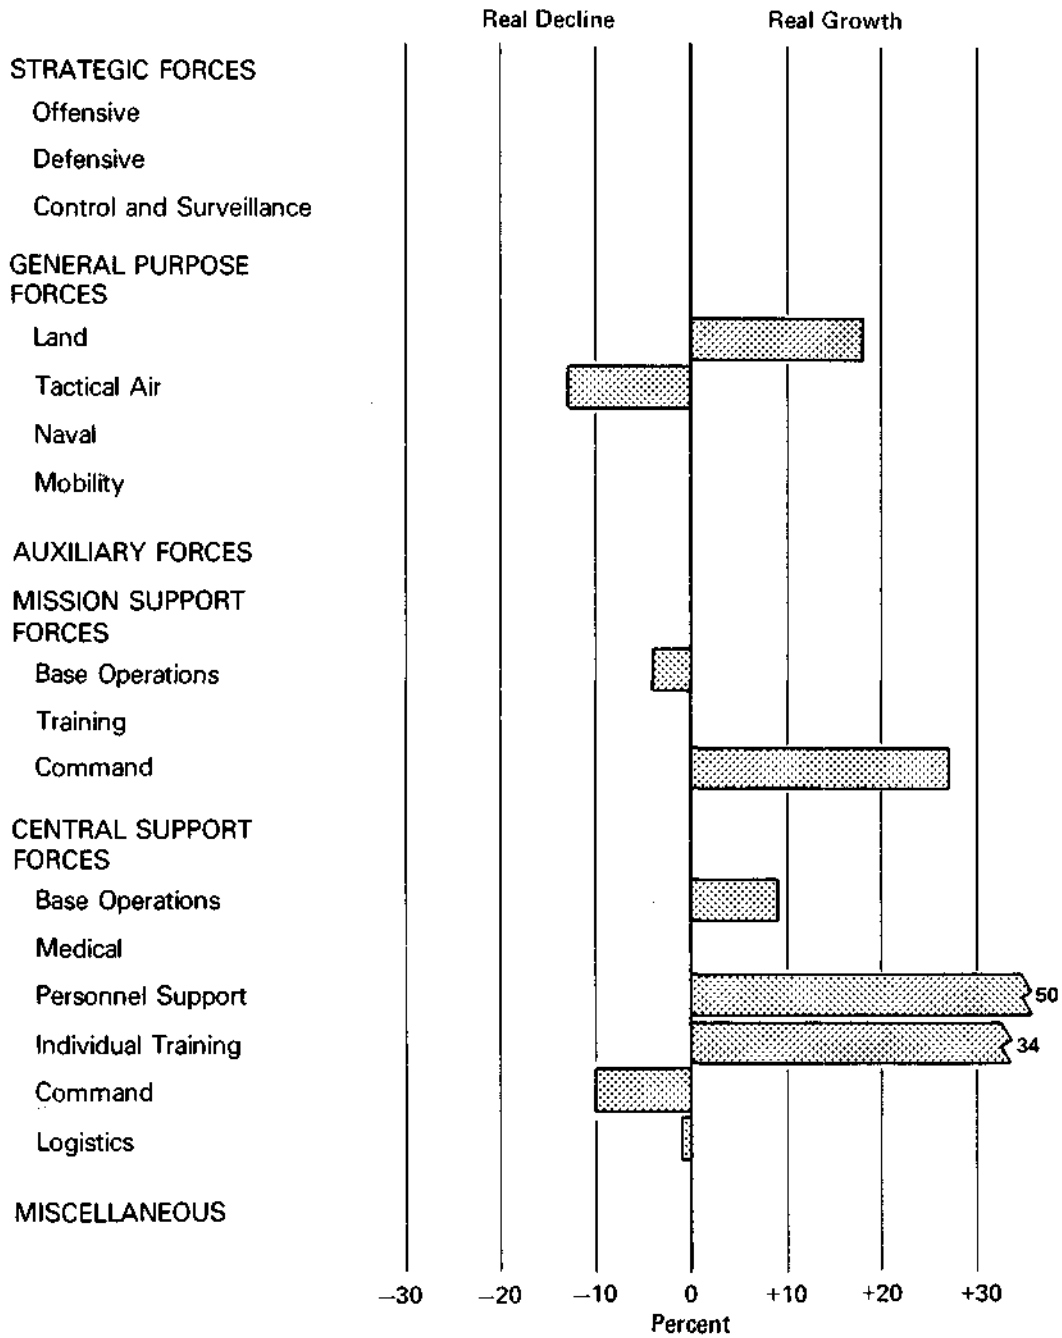 Real Decline Real Growth
STRATEGIC FORCES
Offensive
Defensive
Control and Surveillance
GENERAL PURPOSE
FORCES
Land
Tactical Air
Naval
Mobility
AUXILIARY FORCES
MISSION SUPPORT
FORCES
Base Operations
Training
Command
CENTRAL SUPPORT
FORCES
Base Operations
Medical
Personnel Support 50
Individual Training 34
Command
Logistics
MISCELLANEOUS
−30 −20 −10 0 +10 +20 +30
Percent